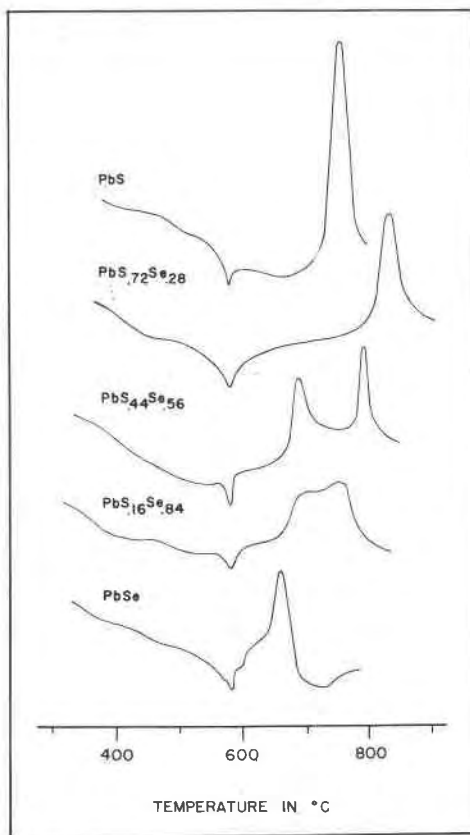 PbS
PbS.72Se.28
PbS.44Se.56
PbS.16Se.84
PbSe
400 600 800
TEMPERATURE IN °C